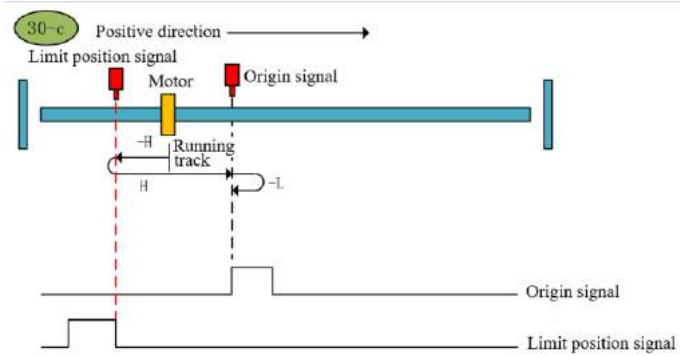 30-c
Positive direction
Limit position signal
Motor
Origin signal
-H
Running
track
H
-L
Origin signal
Limit position signal